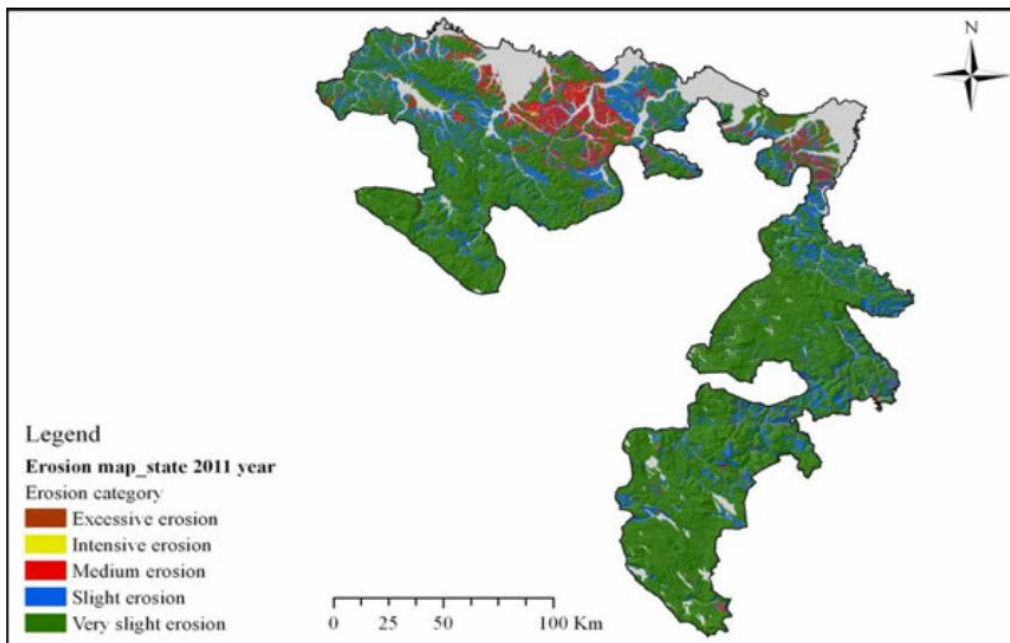 N
Legend
Erosion map_state 2011 year
Erosion category
Excessive erosion
Intensive erosion
Medium erosion
Slight erosion
Very slight erosion
0 25 50 100 Km